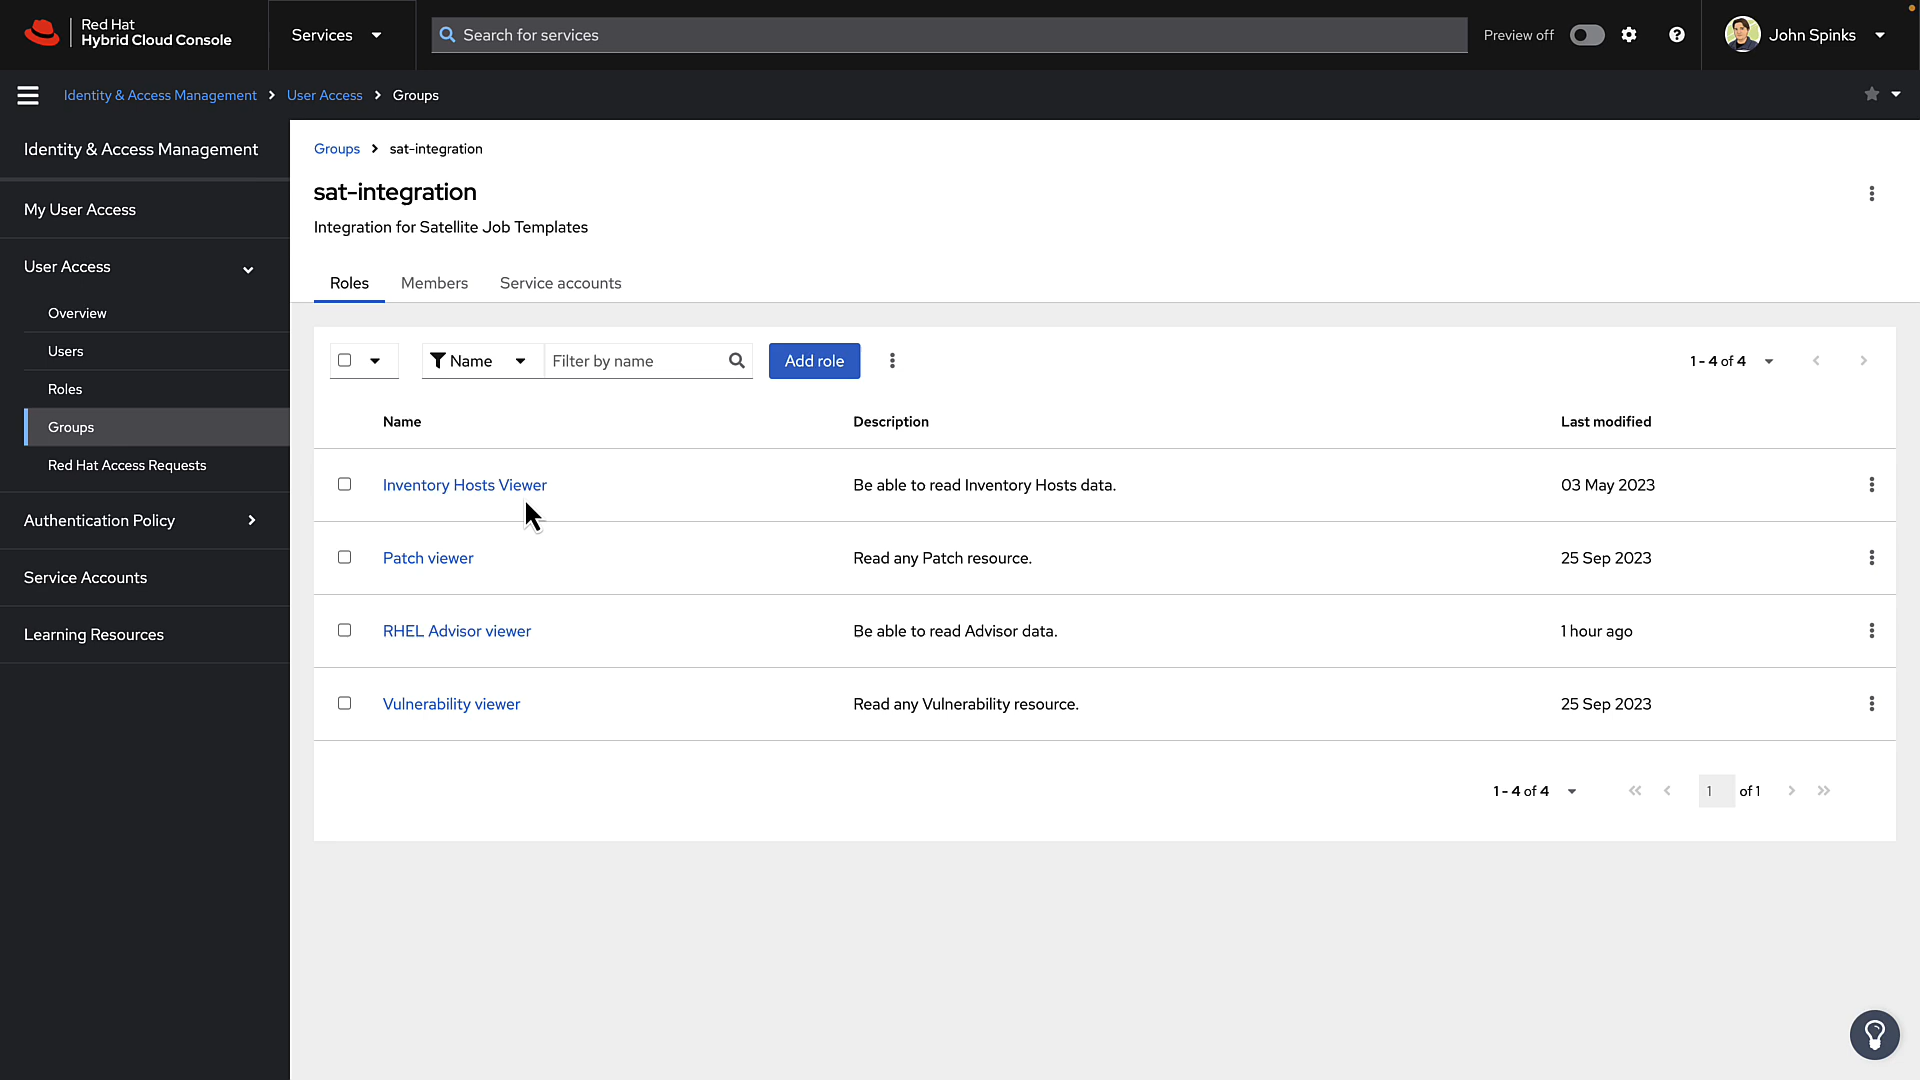 Red Hat
Hybrid Cloud Console
Services
Search for services
Preview off
John Spinks
Identity & Access Management
User Access
Groups
Identity & Access Management
My User Access
User Access
Overview
Users
Roles
Groups
Red Hat Access Requests
Authentication Policy
Service Accounts
Learning Resources
Groups
sat-integration
sat-integration
Integration for Satellite Job Templates
Roles
Members
Service accounts
Name
Filter by name
Add role
1 - 4 of 4
Name
Description
Last modified
Inventory Hosts Viewer
Be able to read Inventory Hosts data.
03 May 2023
Patch viewer
Read any Patch resource.
25 Sep 2023
RHEL Advisor viewer
Be able to read Advisor data.
1 hour ago
Vulnerability viewer
Read any Vulnerability resource.
25 Sep 2023
1 - 4 of 4
1
of 1